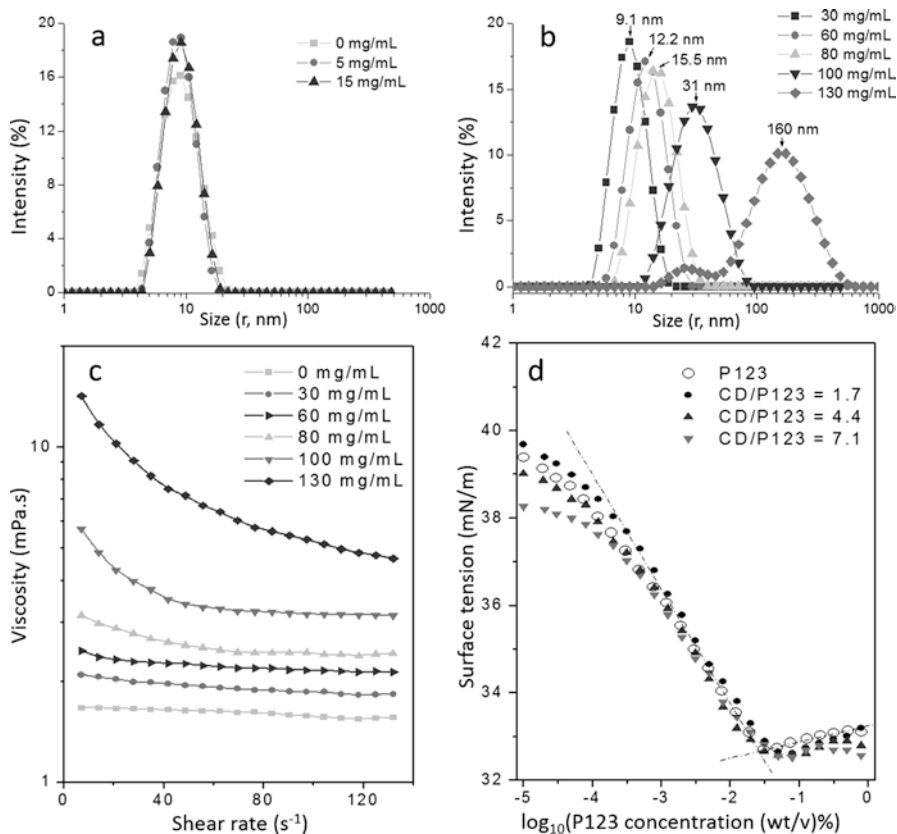 a
0 mg/mL
5 mg/mL
15 mg/mL
20
16
12
8
4
0
Intensity (%)
1
10
100
1000
Size (r, nm)
b
9.1 nm
12.2 nm
15.5 nm
31 nm
160 nm
30 mg/mL
60 mg/mL
80 mg/mL
100 mg/mL
130 mg/mL
20
15
10
5
0
Intensity (%)
1
10
100
1000
Size (r, nm)
c
0 mg/mL
30 mg/mL
60 mg/mL
80 mg/mL
100 mg/mL
130 mg/mL
10
1
Viscosity (mPa.s)
0
40
80
120
Shear rate (s-1)
d
P123
CD/P123 = 1.7
CD/P123 = 4.4
CD/P123 = 7.1
42
40
38
36
34
32
Surface tension (mN/m)
-5
-4
-3
-2
-1
0
log10(P123 concentration (wt/v)%)